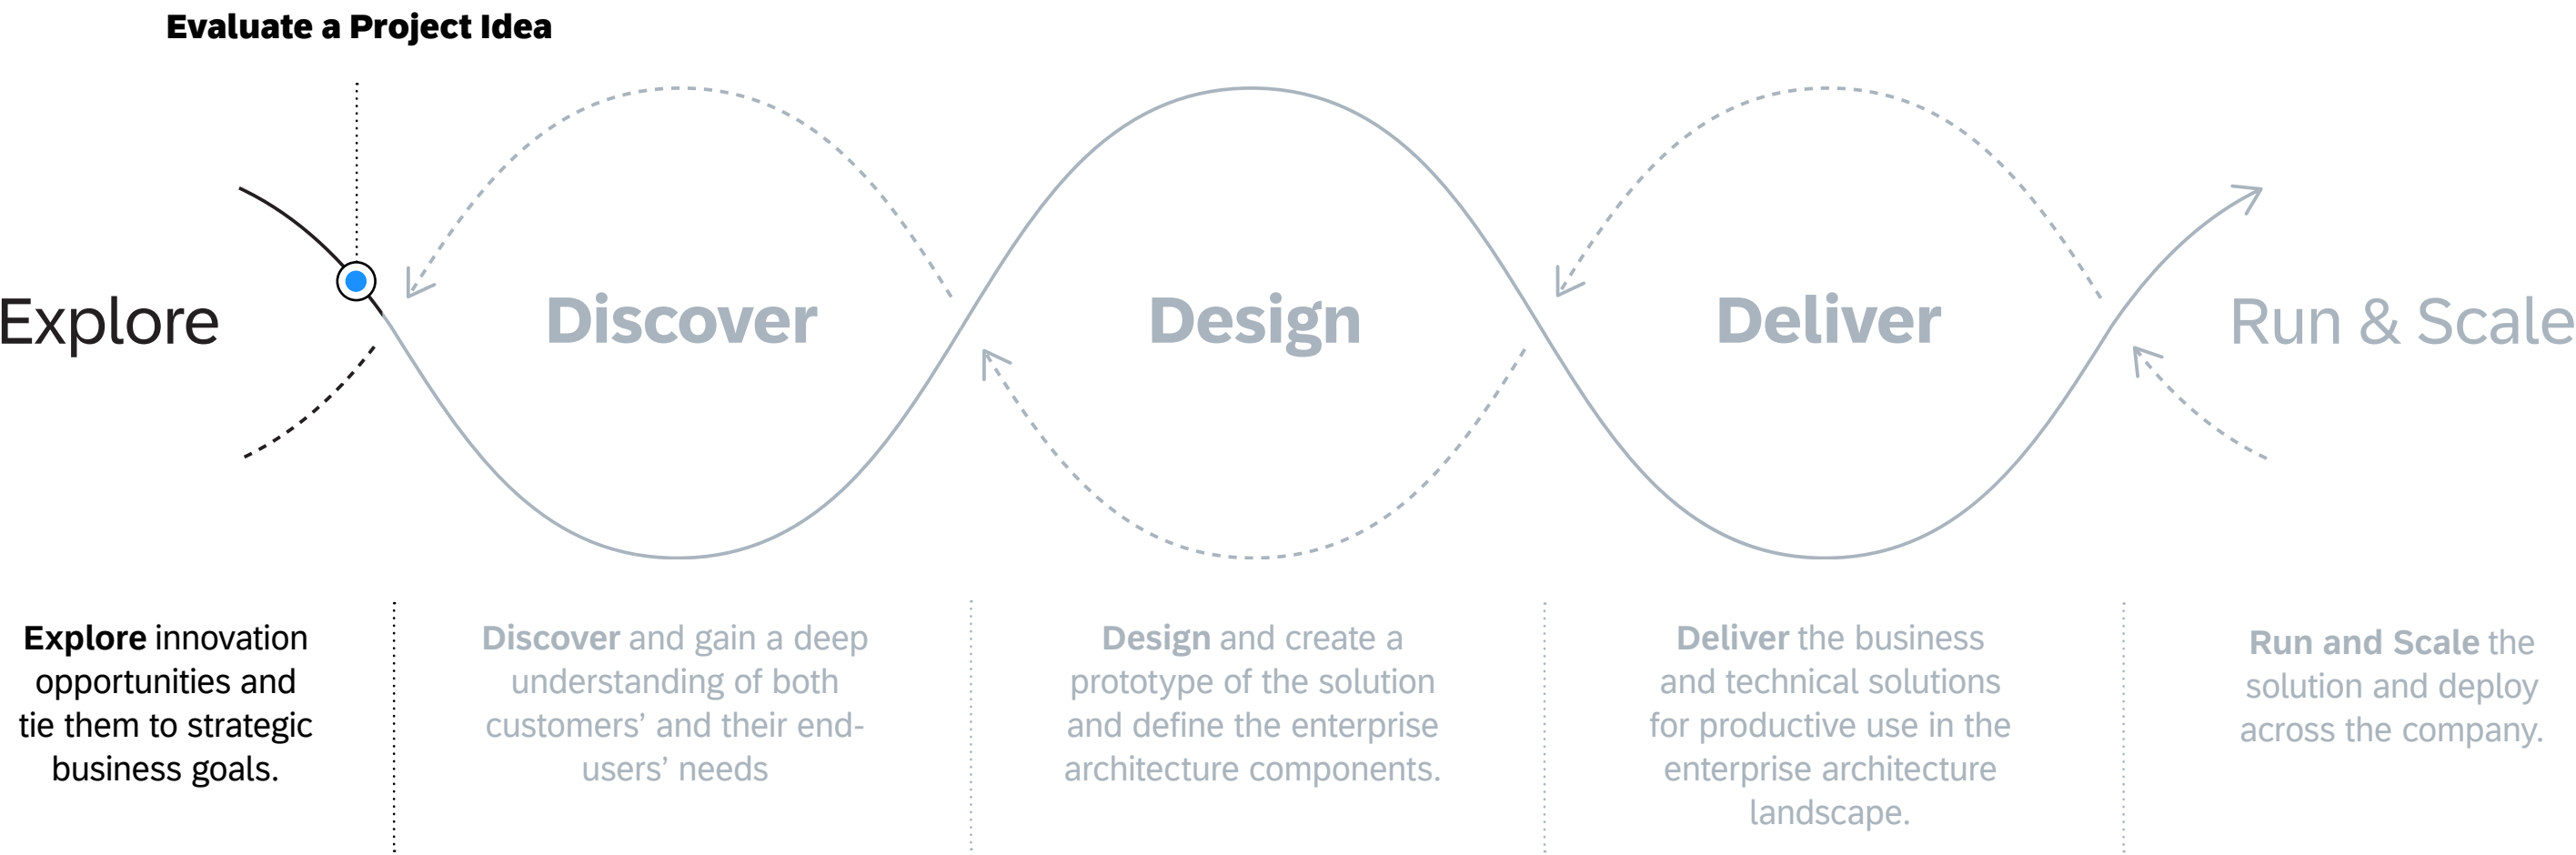 Evaluate a Project Idea
Explore
Discover
Design
Deliver
Run & Scale
Explore innovation
opportunities and
tie them to strategic
business goals.
Discover and gain a deep
understanding of both
customers’ and their end-
users’ needs
Design and create a
prototype of the solution
and define the enterprise
architecture components.
Deliver the business
and technical solutions
for productive use in the
enterprise architecture
landscape.
Run and Scale the
solution and deploy
across the company.